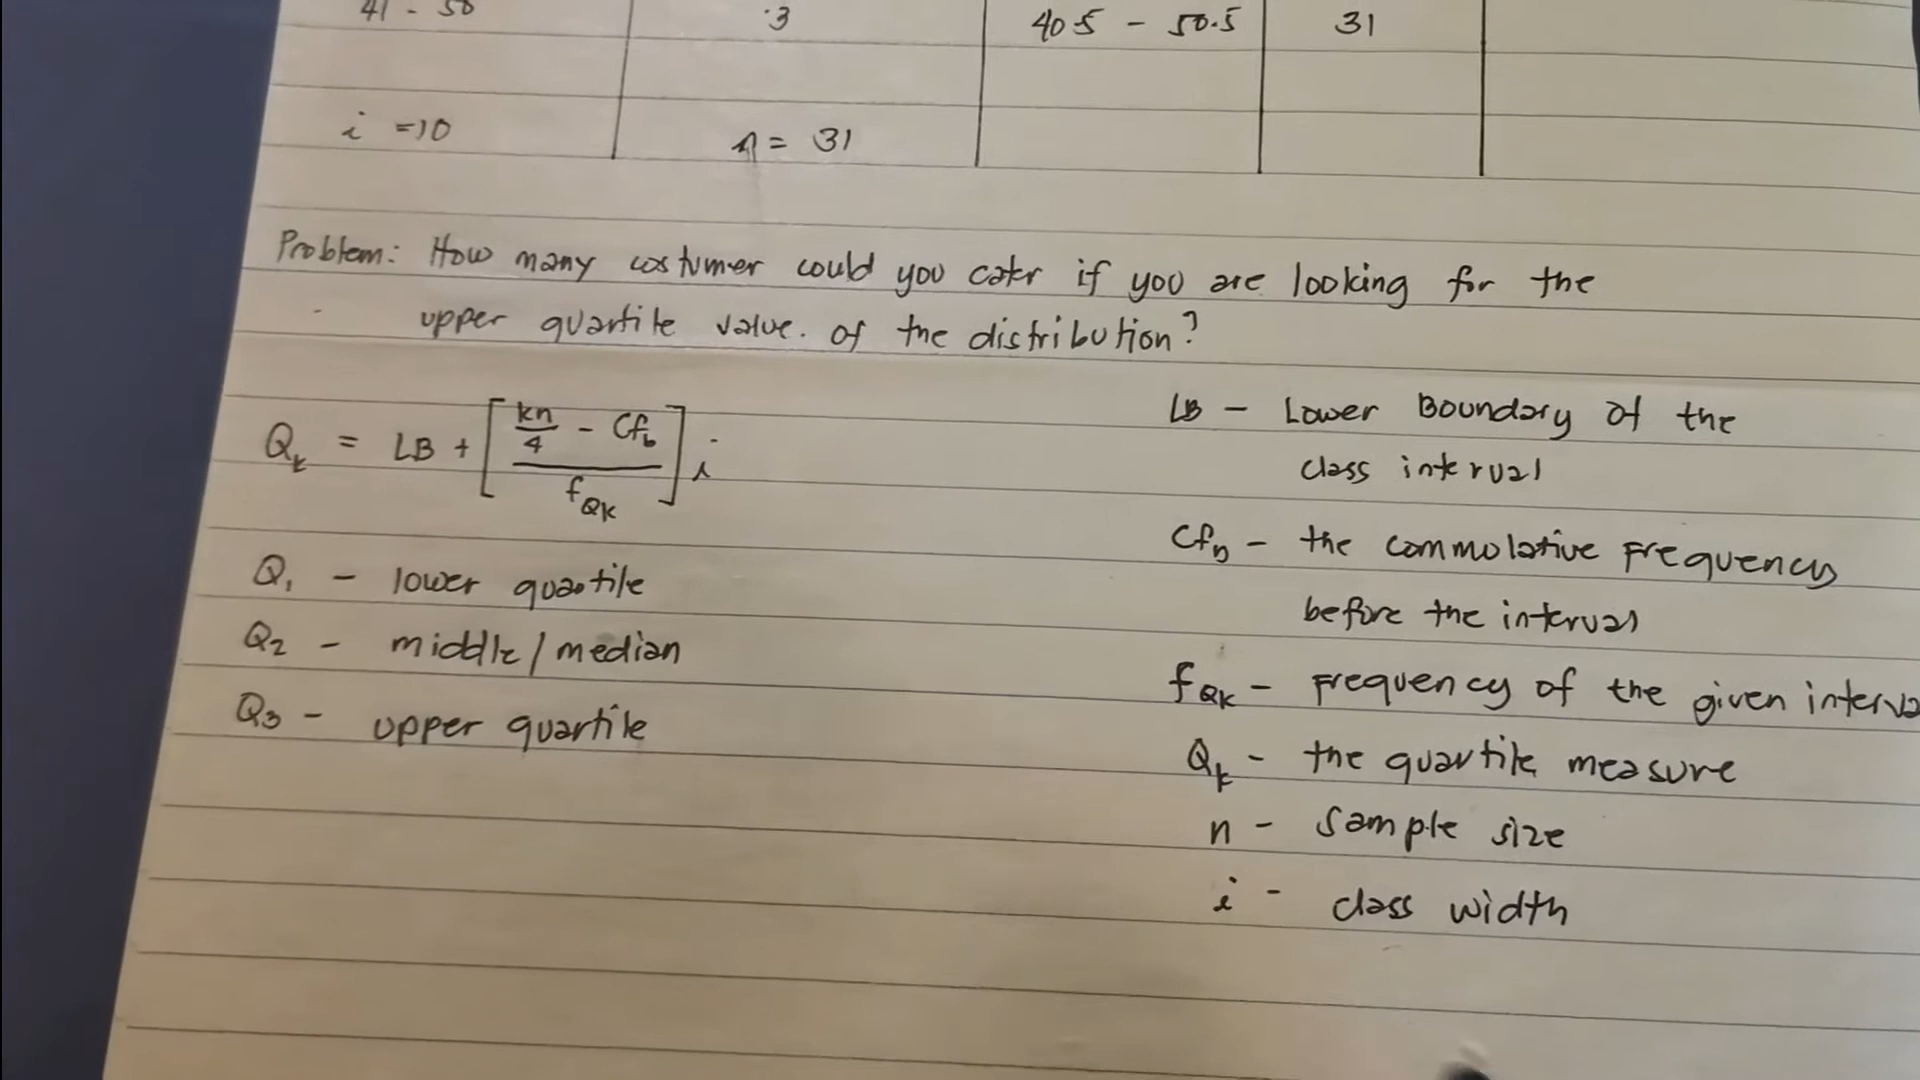 41 - 50 3 40.5 - 50.5 31
i = 10 n = 31
Problem: How many costumer could you cater if you are looking for the
upper quartile value. of the distribution?
Qk = LB + [ (kn/4 - Cfb) / fQk ] i
Q1 - lower quartile
Q2 - middle/median
Q3 - upper quartile
LB - Lower Boundary of the
class interval
Cfb - the commolative Frequency
before the interval
fQk - Frequency of the given interva
Qk - the quartile measure
n - sample size
i - class width